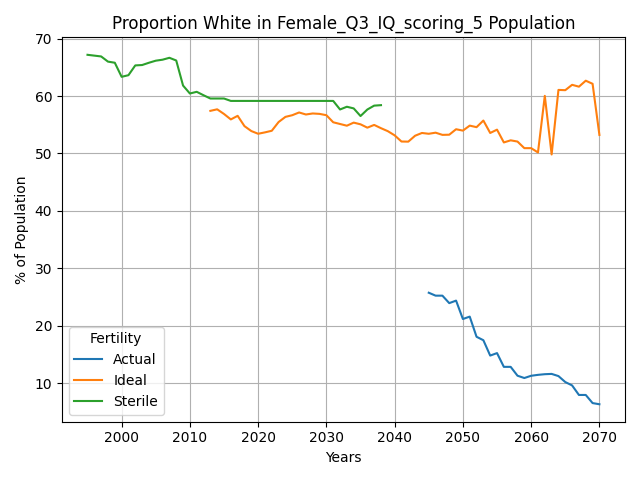 Proportion White in Female_Q3_IQ_scoring_5 Population
70
60
50
40
30
20
10
% of Population
Fertility
Actual
Ideal
Sterile
2000 2010 2020 2030 2040 2050 2060 2070
Years